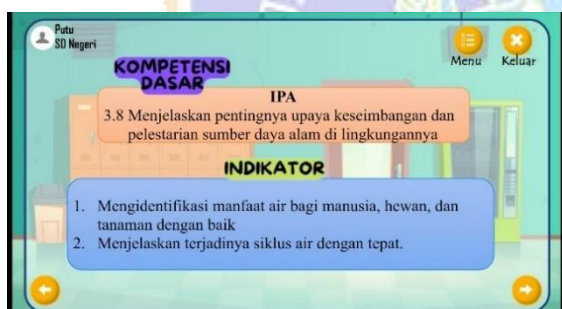 Putu
SD Negeri
Menu
Keluar
KOMPETENSI
DASAR
IPA
3.8 Menjelaskan pentingnya upaya keseimbangan dan
pelestarian sumber daya alam di lingkungannya
INDIKATOR
1. Mengidentifikasi manfaat air bagi manusia, hewan, dan
tanaman dengan baik
2. Menjelaskan terjadinya siklus air dengan tepat.